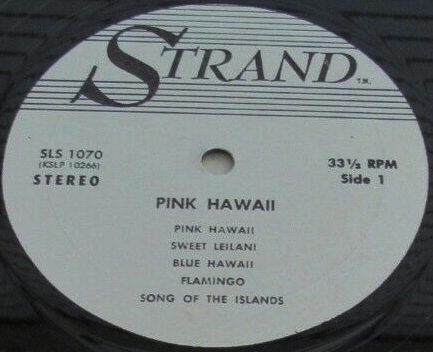 STRAND T.M.
SLS 1070
(KSLP 10266)
STEREO
33⅓ RPM
Side 1
PINK HAWAII
PINK HAWAII
SWEET LEILANI
BLUE HAWAII
FLAMINGO
SONG OF THE ISLANDS